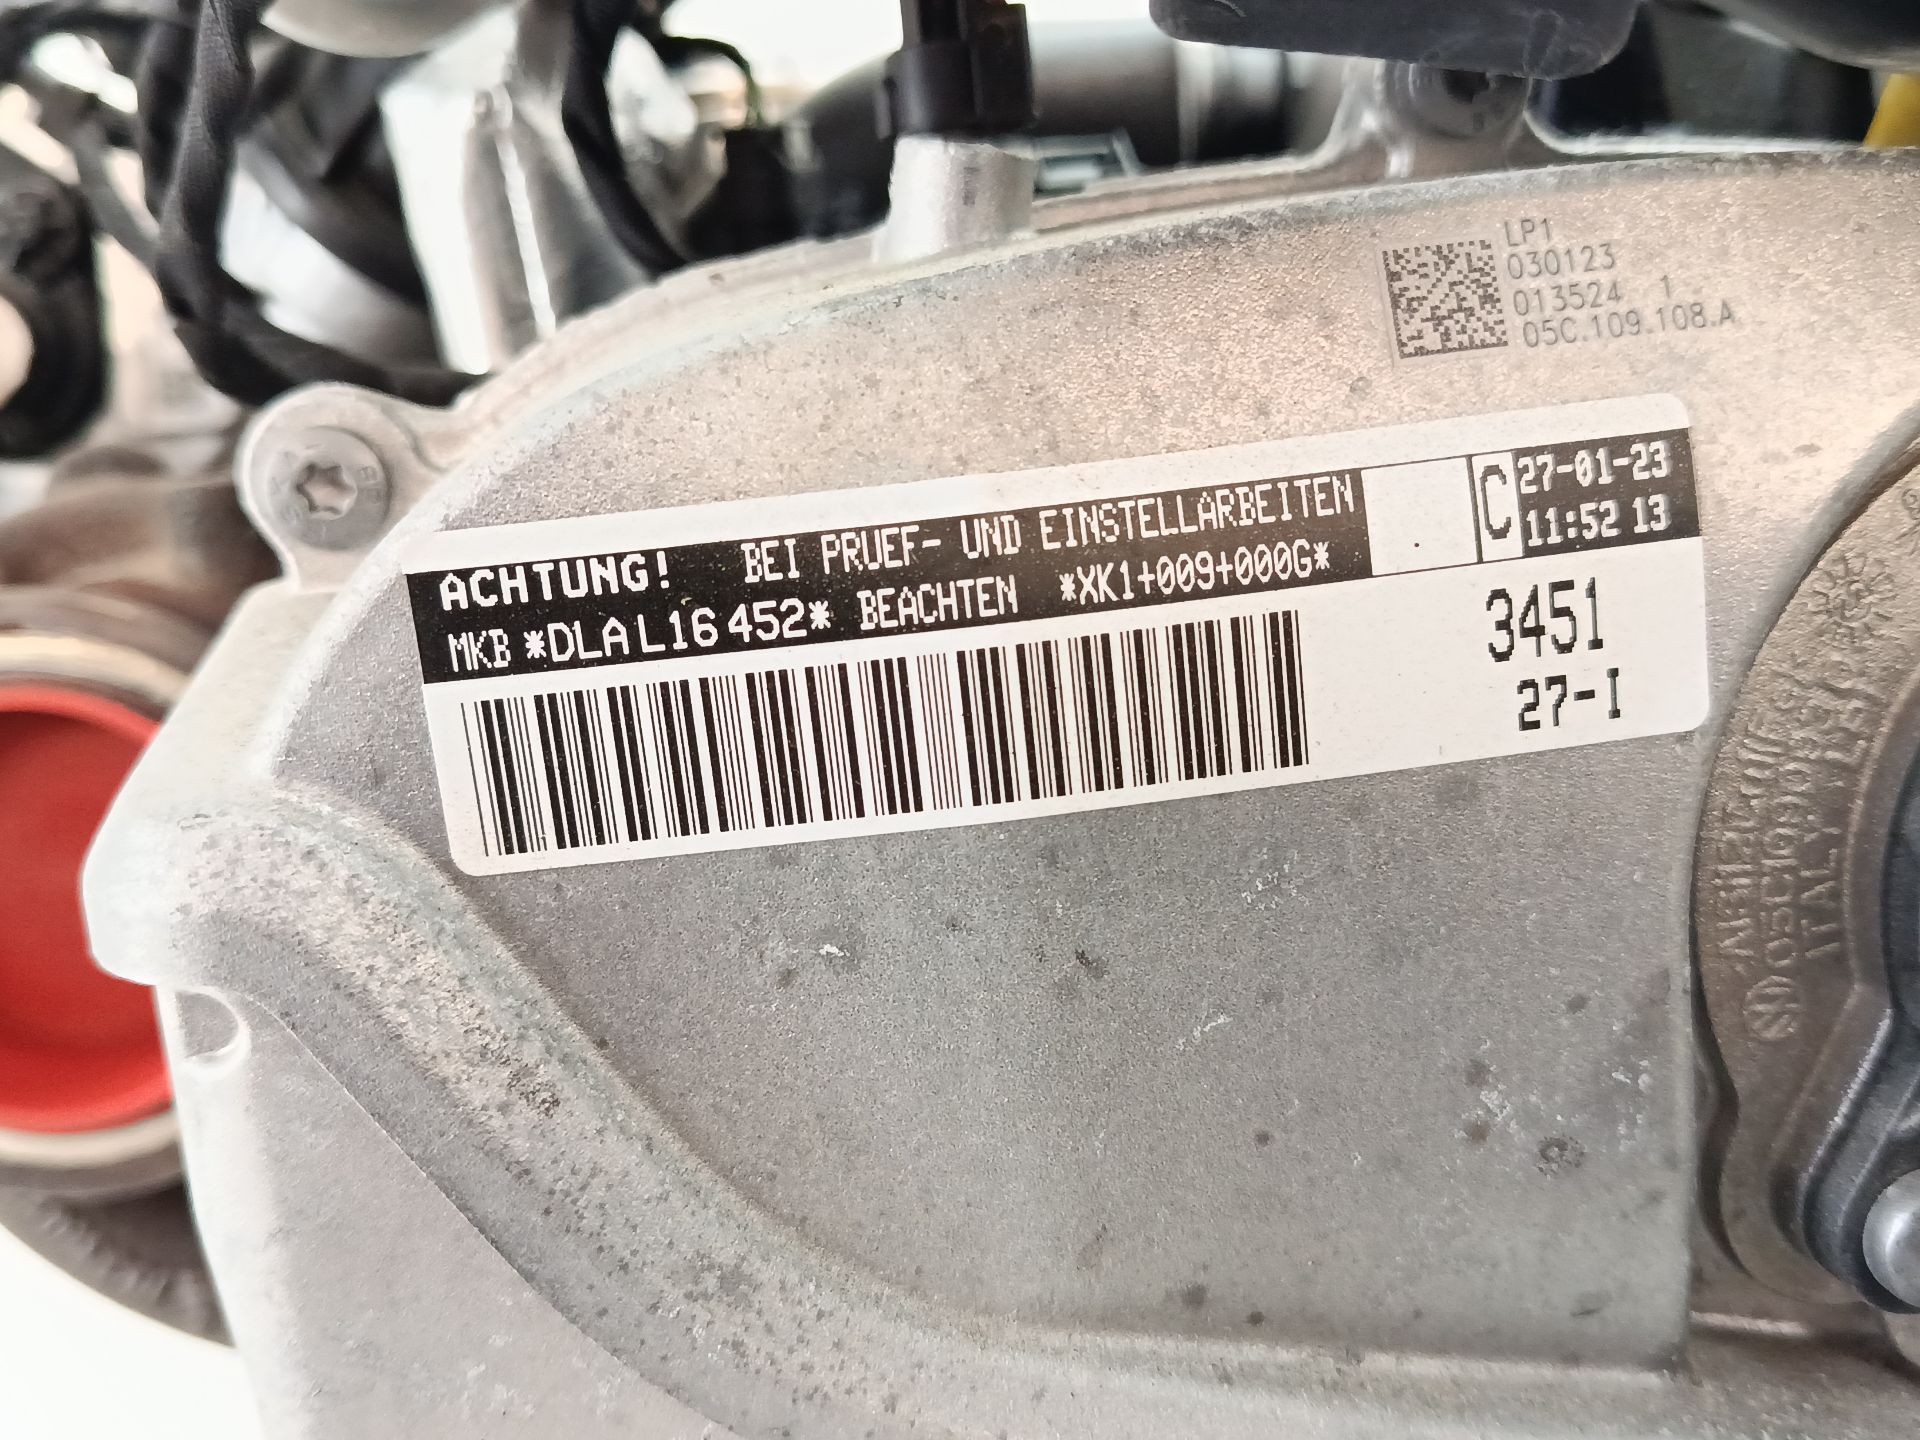 LP1
030123
013524 1
05C.109.108.A
ACHTUNG! BEI PRUEF- UND EINSTELLARBEITEN
MKB *DLA L16 452* BEACHTEN *XK1+009+000G*
C 27-01-23
11:52 13
3451
27-I
ITALY